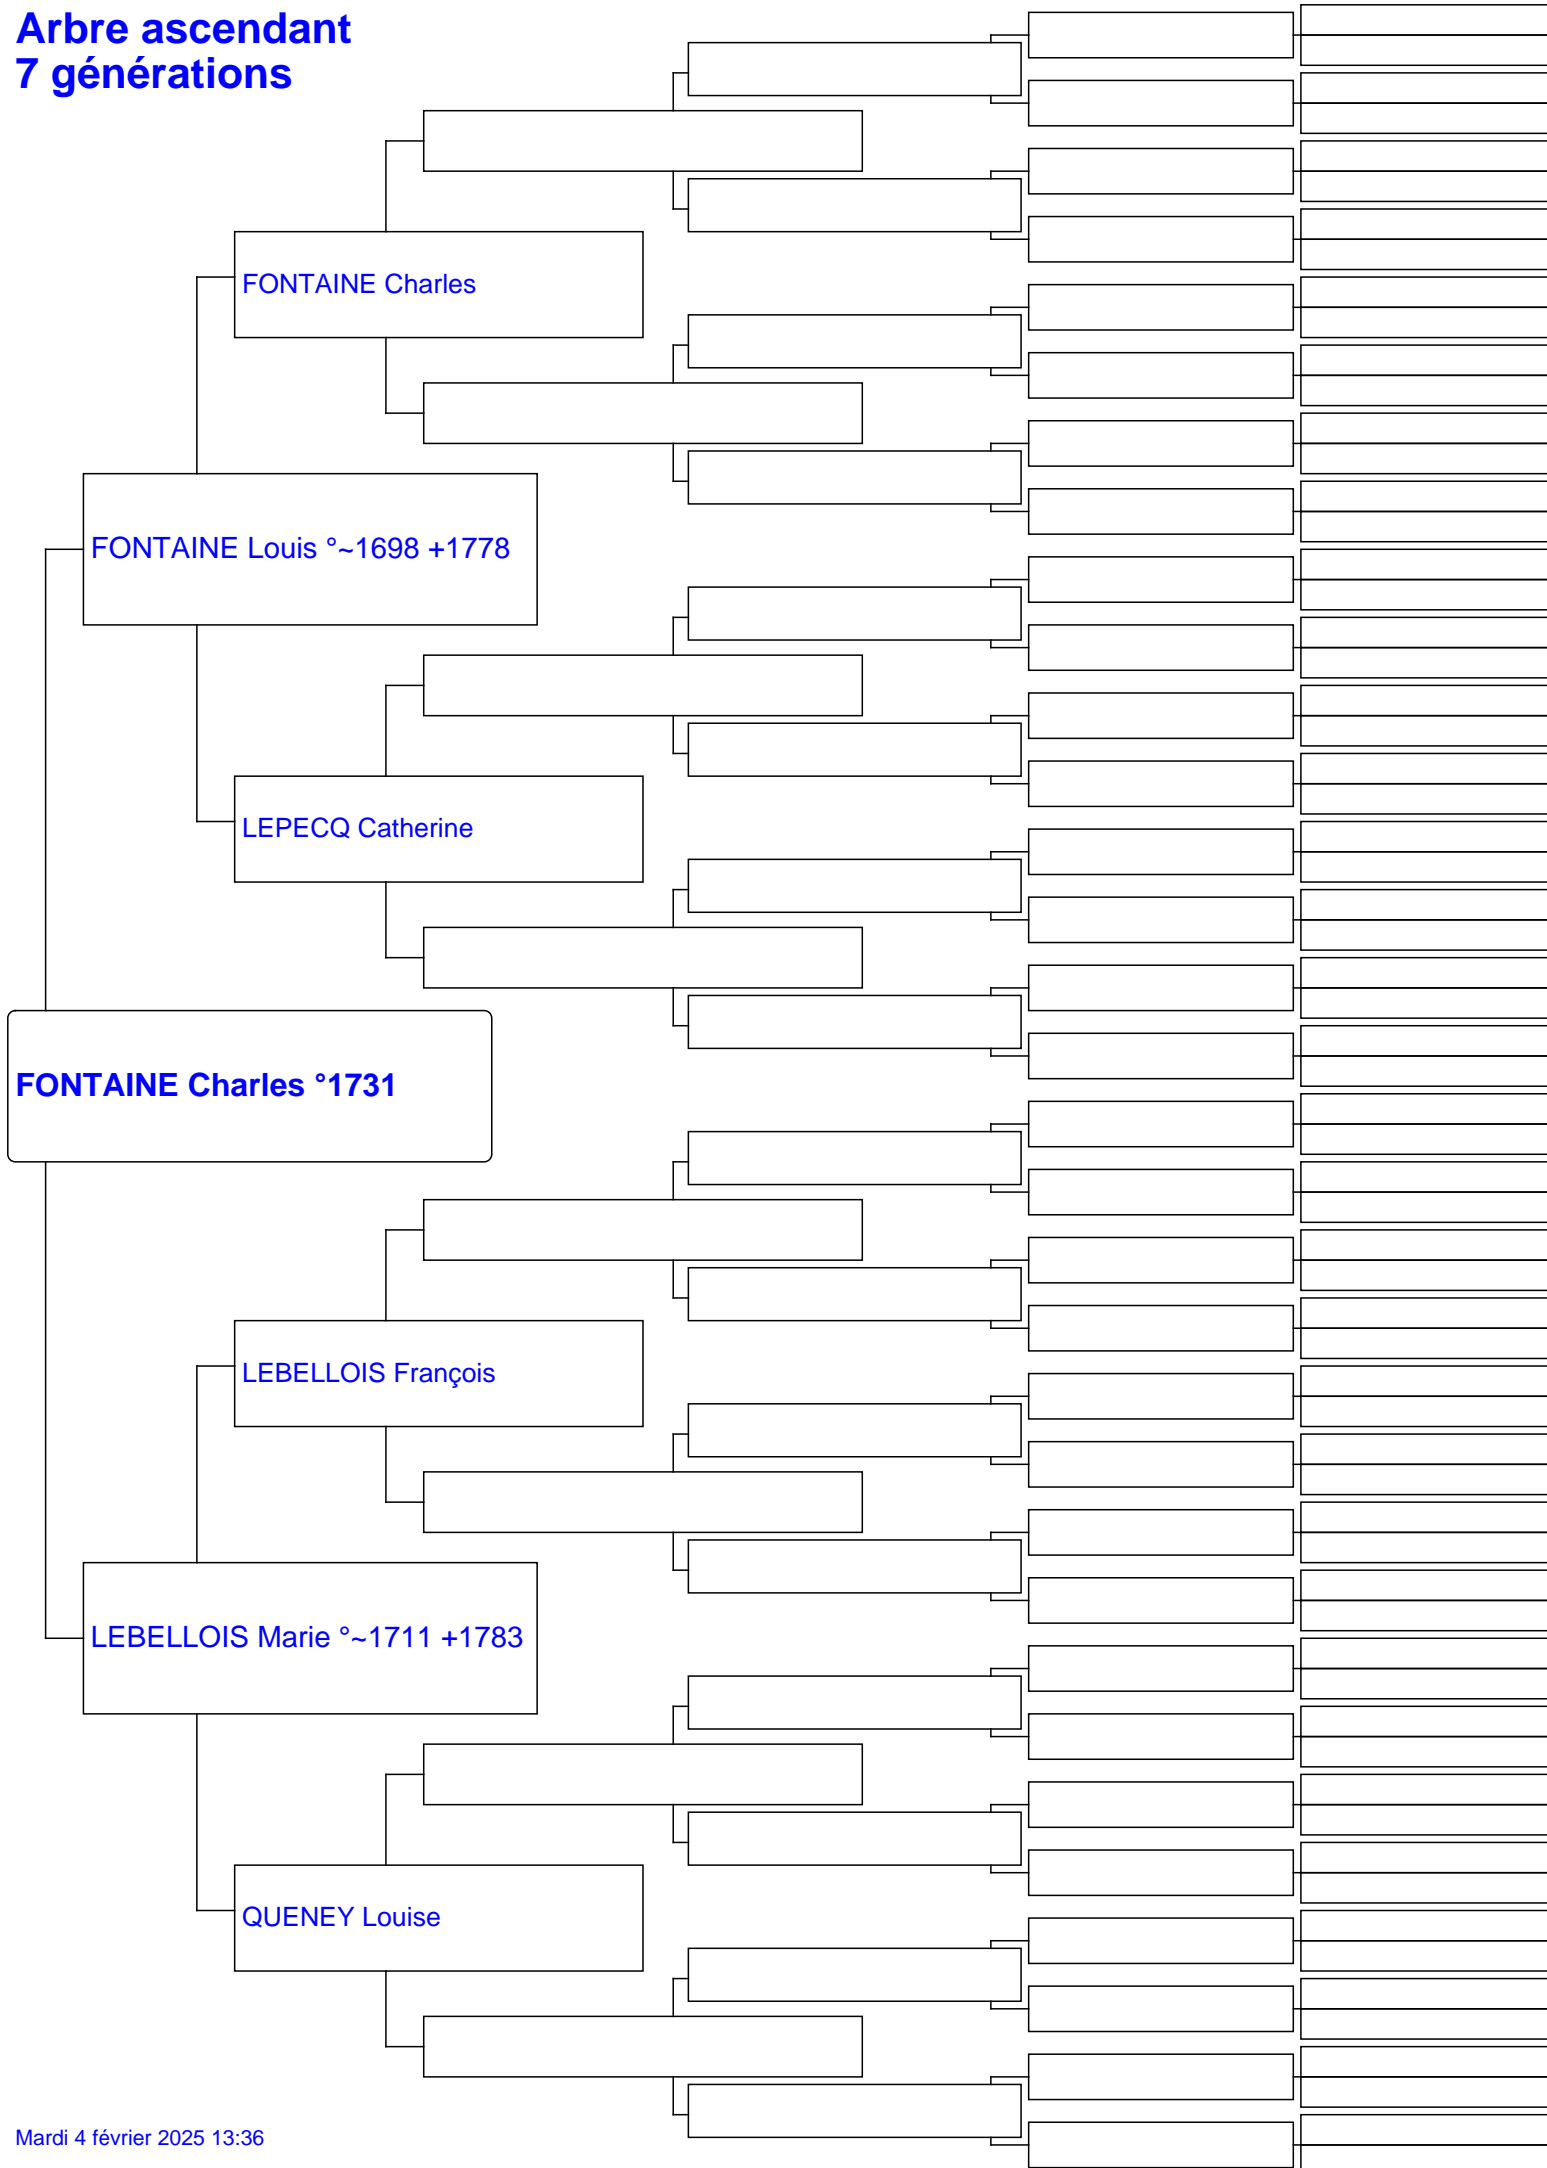 Arbre ascendant
7 générations
FONTAINE Charles
FONTAINE Louis °~1698 +1778
LEPECQ Catherine
FONTAINE Charles °1731
LEBELLOIS François
LEBELLOIS Marie °~1711 +1783
QUENEY Louise
Mardi 4 février 2025 13:36